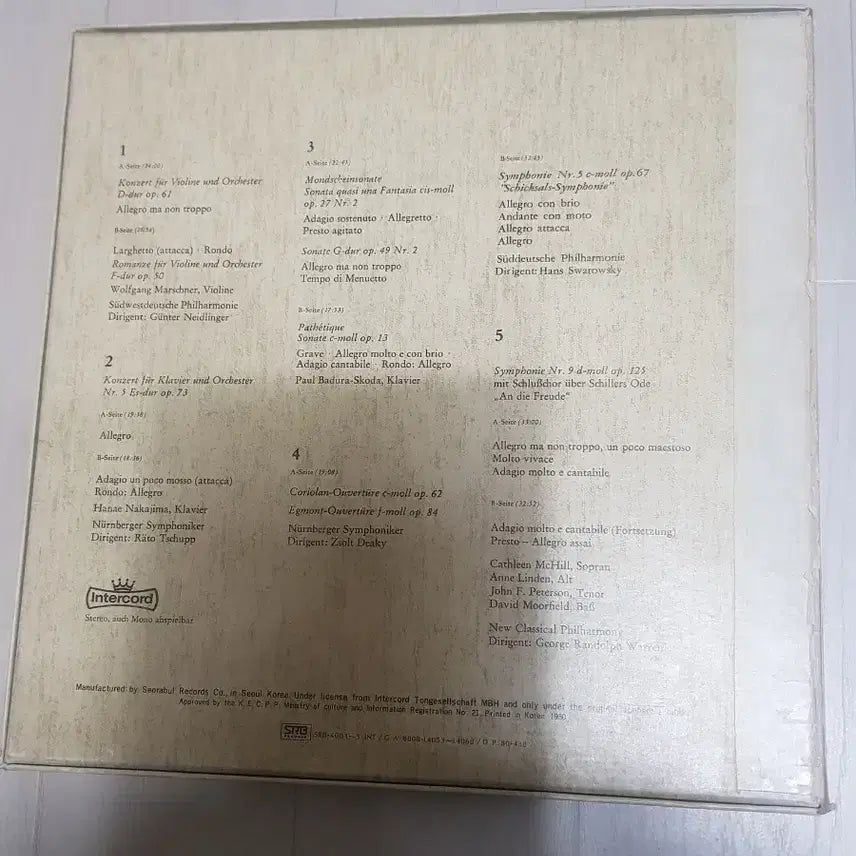 1
A-Seite (24:20)
Konzert für Violine und Orchester
D-dur op. 61
Allegro ma non troppo
B-Seite
Larghetto (attacca) · Rondo
Romanze für Violine und Orchester
F-dur op. 50
Wolfgang Marschner, Violine
Südwestdeutsche Philharmonie
Dirigent: Günter Neidlinger
2
Konzert für Klavier und Orchester
Nr. 5 Es-dur op. 73
A-Seite (19:38)
Allegro
B-Seite (18:16)
Adagio un poco mosso (attacca)
Rondo: Allegro
Hanae Nakajima, Klavier
Nürnberger Symphoniker
Dirigent: Räto Tschupp
intercord
Stereo, auch Mono abspielbar
3
A-Seite (22:43)
Mondscheinsonate
Sonata quasi una Fantasia cis-moll
op. 27 Nr. 2
Adagio sostenuto · Allegretto ·
Presto agitato
Sonate G-dur op. 49 Nr. 2
Allegro ma non troppo
Tempo di Menuetto
B-Seite (17:33)
Pathétique
Sonate c-moll op. 13
Grave · Allegro molto e con brio ·
Adagio cantabile · Rondo: Allegro
Paul Badura-Skoda, Klavier
4
A-Seite (19:08)
Coriolan-Ouvertüre c-moll op. 62
Egmont-Ouvertüre f-moll op. 84
Nürnberger Symphoniker
Dirigent: Zsolt Deaky
B-Seite (32:45)
Symphonie Nr. 5 c-moll op. 67
"Schicksals-Symphonie"
Allegro con brio
Andante con moto
Allegro attacca
Allegro
Süddeutsche Philharmonie
Dirigent: Hans Swarowsky
5
Symphonie Nr. 9 d-moll op. 125
mit Schlußchor über Schillers Ode
„An die Freude"
A-Seite (33:00)
Allegro ma non troppo, un poco maestoso
Molto vivace
Adagio molto e cantabile
B-Seite (32:32)
Adagio molto e cantabile (Fortsetzung)
Presto – Allegro assai
Cathleen McHill, Sopran
Anne Linden, Alt
John F. Peterson, Tenor
David Moorfield, Baß
New Classical Philharmon
Dirigent: George Randolph Warren
Manufactured by Seorabul Records Co., in Seoul Korea. Under license from Intercord Tongesellschaft MBH and only under the
Approved by the K. E. C. P. P. Ministry of culture and Information Registration No. 21, Printed in Korea 1980
SRB
RECORDS